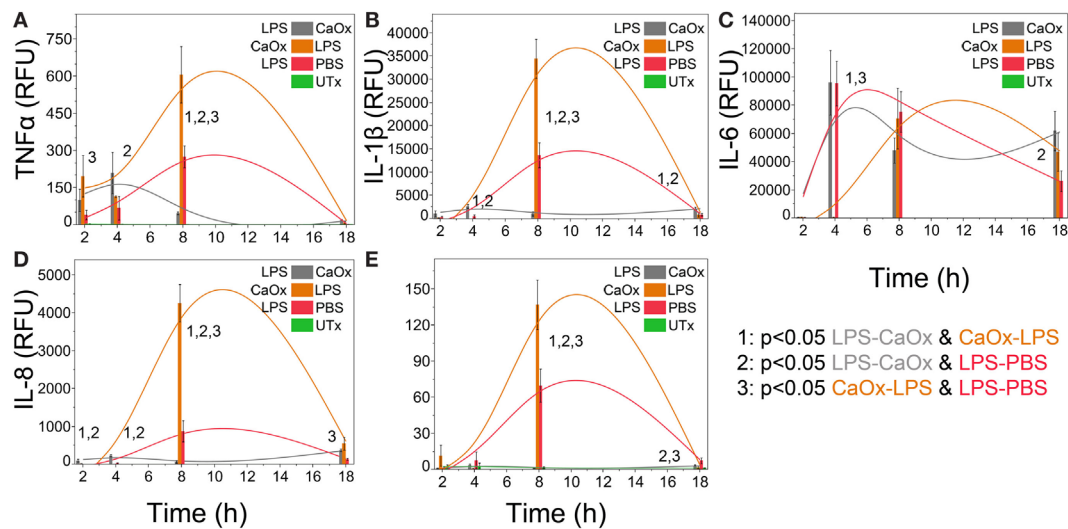 A
TNFα (RFU)
750
600
450
300
150
0
2 4 6 8 10 12 14 16 18
LPS CaOx
CaOx LPS
LPS PBS
UTx
3
2
1,2,3
B
IL-1β (RFU)
40000
35000
30000
25000
20000
15000
10000
5000
0
2 4 6 8 10 12 14 16 18
LPS CaOx
CaOx LPS
LPS PBS
UTx
1,2
1,2,3
1,2
C
IL-6 (RFU)
140000
120000
100000
80000
60000
40000
20000
0
2 4 6 8 10 12 14 16 18
LPS CaOx
CaOx LPS
LPS PBS
UTx
1,3
2
Time (h)
D
IL-8 (RFU)
5000
4000
3000
2000
1000
0
2 4 6 8 10 12 14 16 18
LPS CaOx
CaOx LPS
LPS PBS
UTx
1,2
1,2
1,2,3
3
Time (h)
E
150
120
90
60
30
0
2 4 6 8 10 12 14 16 18
LPS CaOx
CaOx LPS
LPS PBS
UTx
1,2,3
2,3
Time (h)
1: p<0.05 LPS-CaOx & CaOx-LPS
2: p<0.05 LPS-CaOx & LPS-PBS
3: p<0.05 CaOx-LPS & LPS-PBS